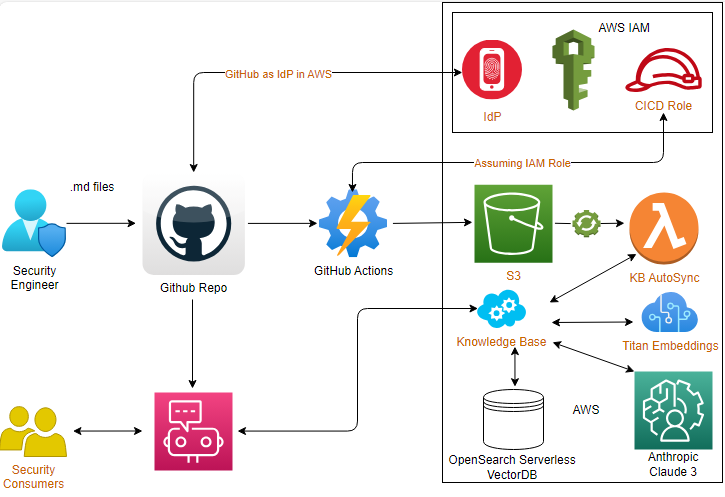 AWS IAM
GitHub as IdP in AWS
IdP
CICD Role
Assuming IAM Role
.md files
Security
Engineer
Github Repo
GitHub Actions
S3
KB AutoSync
Knowledge Base
Titan Embeddings
AWS
OpenSearch Serverless
VectorDB
Anthropic
Claude 3
Security
Consumers